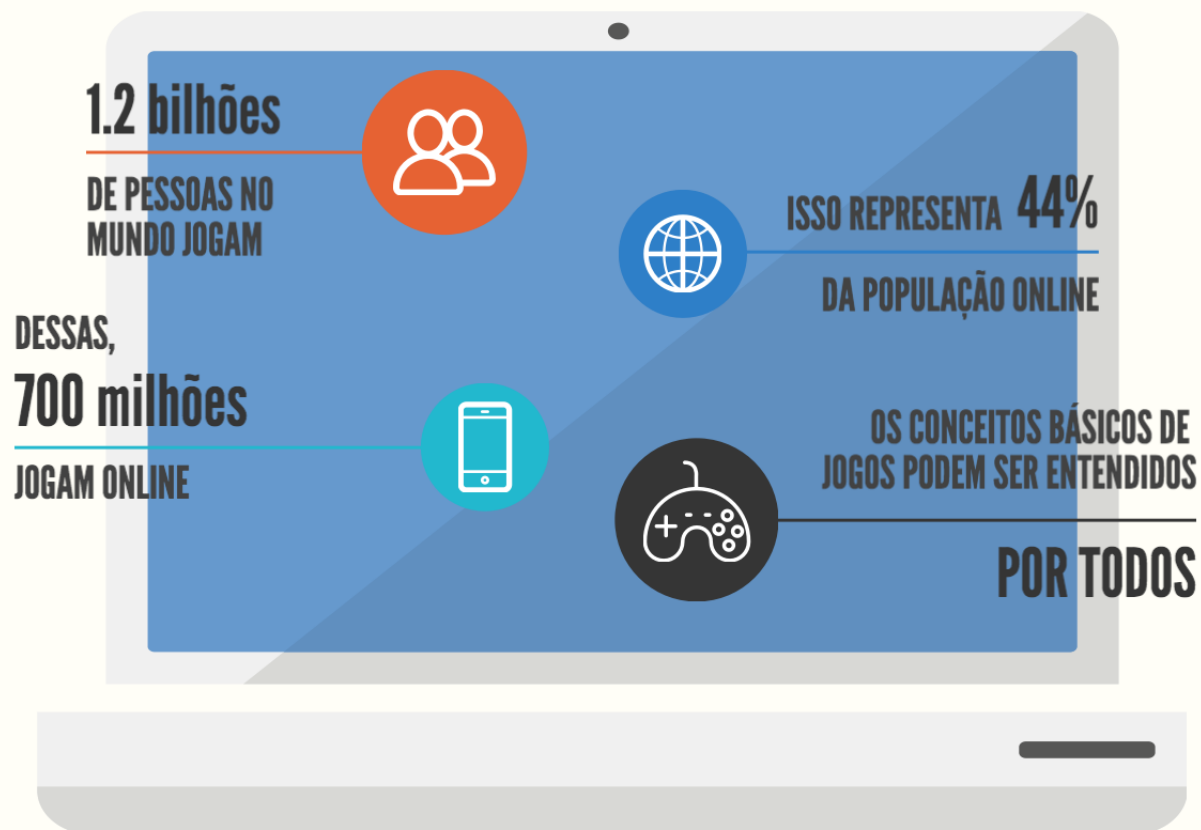 1.2 bilhões
DE PESSOAS NO
MUNDO JOGAM
ISSO REPRESENTA 44%
DA POPULAÇÃO ONLINE
DESSAS,
700 milhões
JOGAM ONLINE
OS CONCEITOS BÁSICOS DE
JOGOS PODEM SER ENTENDIDOS
POR TODOS